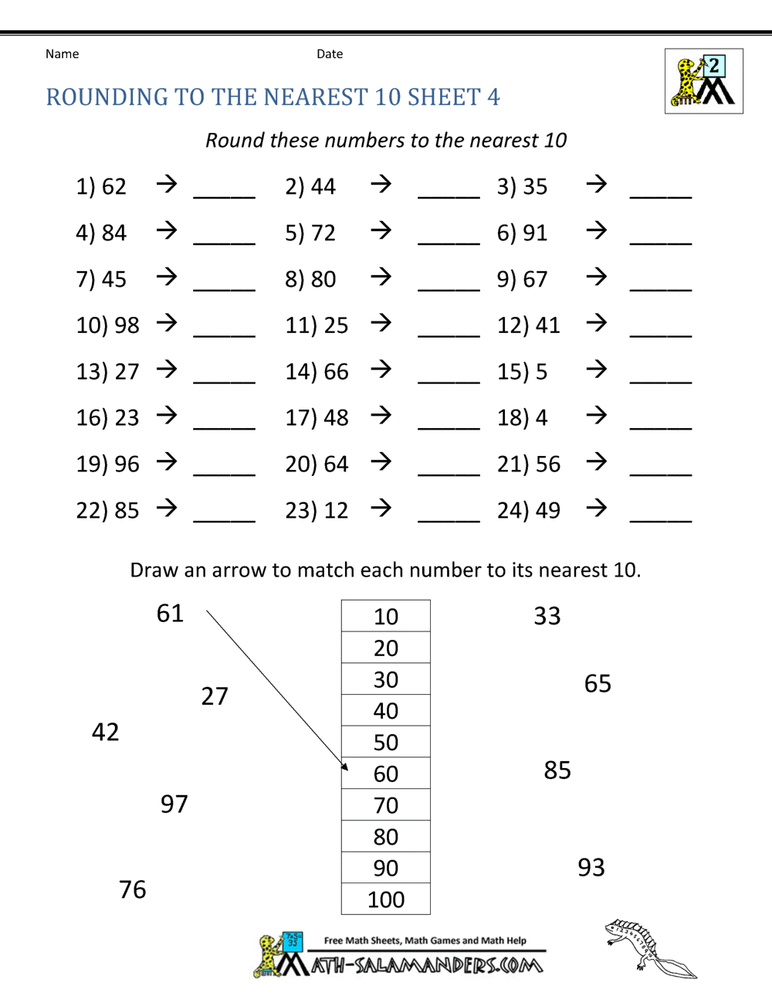 Name Date
2
ROUNDING TO THE NEAREST 10 SHEET 4
Round these numbers to the nearest 10
1) 62 → _____ 2) 44 → _____ 3) 35 → _____
4) 84 → _____ 5) 72 → _____ 6) 91 → _____
7) 45 → _____ 8) 80 → _____ 9) 67 → _____
10) 98 → _____ 11) 25 → _____ 12) 41 → _____
13) 27 → _____ 14) 66 → _____ 15) 5 → _____
16) 23 → _____ 17) 48 → _____ 18) 4 → _____
19) 96 → _____ 20) 64 → _____ 21) 56 → _____
22) 85 → _____ 23) 12 → _____ 24) 49 → _____
Draw an arrow to match each number to its nearest 10.
61 10 33
20
30 65
27
40
42
50
60 85
97
70
80
90 93
76
100
7x5=
35
Free Math Sheets, Math Games and Math Help
MATH-SALAMANDERS.COM